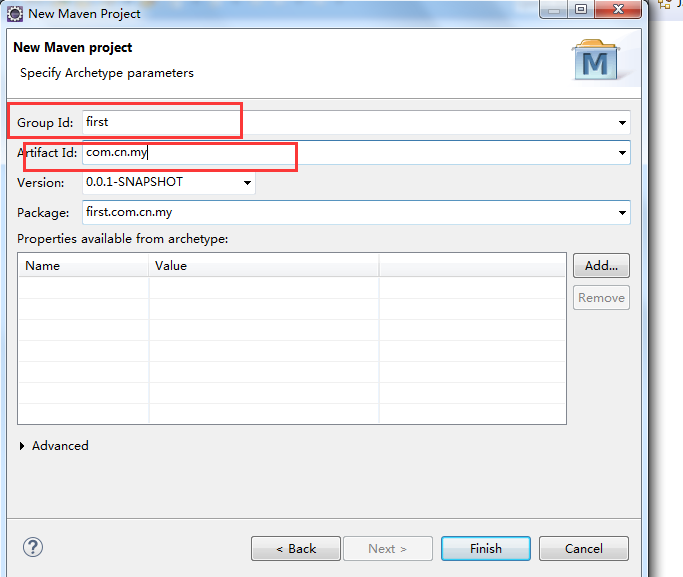 New Maven Project
New Maven project
Specify Archetype parameters
M
Group Id: first
Artifact Id: com.cn.my
Version: 0.0.1-SNAPSHOT
Package: first.com.cn.my
Properties available from archetype:
Name Value
Add...
Remove
Advanced
? < Back Next > Finish Cancel